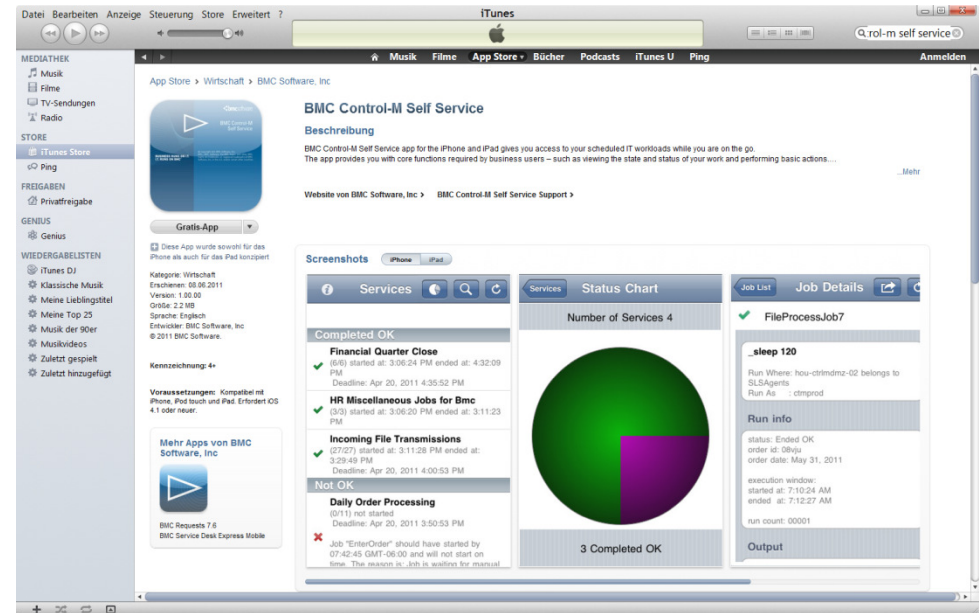 Datei Bearbeiten Anzeige Steuerung Store Erweitert ?
iTunes
rol-m self service
MEDIATHEK
Musik
Filme
TV-Sendungen
Radio
STORE
iTunes Store
Ping
FREIGABEN
Privatfreigabe
GENIUS
Genius
WIEDERGABELISTEN
iTunes DJ
Klassische Musik
Meine Lieblingstitel
Meine Top 25
Musik der 90er
Musikvideos
Zuletzt gespielt
Zuletzt hinzugefügt
Musik Filme App Store Bücher Podcasts iTunes U Ping
Anmelden
App Store > Wirtschaft > BMC Software, Inc
BMC Control-M
Self Service
Gratis-App
Diese App wurde sowohl für das
iPhone als auch für das iPad konzipiert
Kategorie: Wirtschaft
Erschienen: 08.06.2011
Version: 1.00.00
Größe: 2.2 MB
Sprache: Englisch
Entwickler: BMC Software, Inc
© 2011 BMC Software.
Kennzeichnung: 4+
Voraussetzungen: Kompatibel mit
iPhone, iPod touch und iPad. Erfordert iOS
4.1 oder neuer.
Mehr Apps von BMC
Software, Inc
BMC Requests 7.6
BMC Service Desk Express Mobile
BMC Control-M Self Service
Beschreibung
BMC Control-M Self Service app for the iPhone and iPad gives you access to your scheduled IT workloads while you are on
the go.
The app provides you with core functions required by business users – such as viewing the state and status of your work and performing basic actions....
...Mehr
Website von BMC Software, Inc >
BMC Control-M Self Service Support >
Screenshots
iPhone
iPad
Services
Completed OK
Financial Quarter Close
(6/6) started at: 3:06:24 PM ended at: 4:32:09
PM
Deadline: Apr 20, 2011 4:35:52 PM
HR Miscellaneous Jobs for Bmc
(3/3) started at: 3:06:20 PM ended at: 3:11:23
PM
Incoming File Transmissions
(27/27) started at: 3:11:28 PM ended at:
3:29:49 PM
Deadline: Apr 20, 2011 4:00:53 PM
Not OK
Daily Order Processing
(0/11) not started
Deadline: Apr 20, 2011 3:50:53 PM
Job "EnterOrder" should have started by
07:42:45 GMT-06:00 and will not start on
time. The reason is: Job is waiting for manual
Services
Status Chart
Number of Services 4
3 Completed OK
Job List
Job Details
FileProcessJob7
_sleep 120
Run Where: hou-ctrlmdmz-02 belongs to
SLSAgents
Run As : ctmprod
Run info
status: Ended OK
order id: 08vju
order date: May 31, 2011
execution window:
started at: 7:10:24 AM
ended at: 7:12:27 AM
run count: 00001
Output